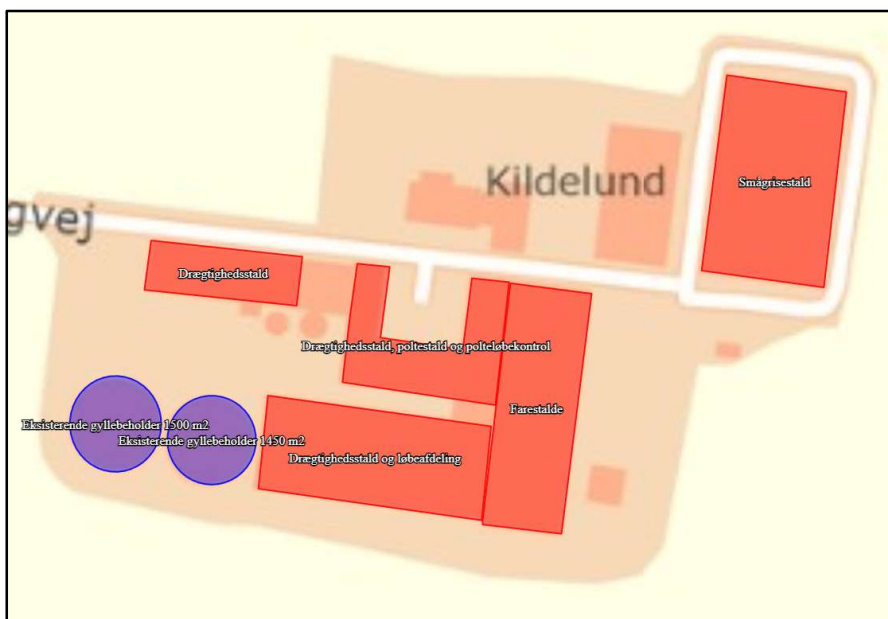 Kildelund
Smågrisestald
gvej
Drægtighedsstald
Drægtighedsstald, poltestald og polteløbekontrol
Farestalde
Eksisterende gyllebeholder 1500 m2
Eksisterende gyllebeholder 1450 m2
Drægtighedsstald og løbeafdeling